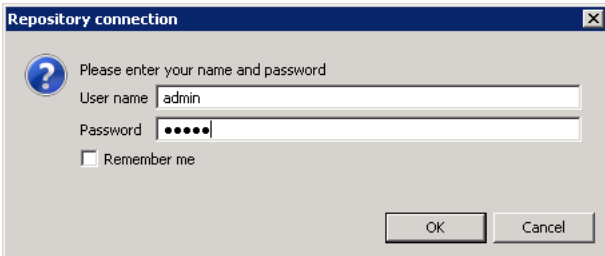 Repository connection
Please enter your name and password
User name admin
Password •••••
Remember me
OK Cancel